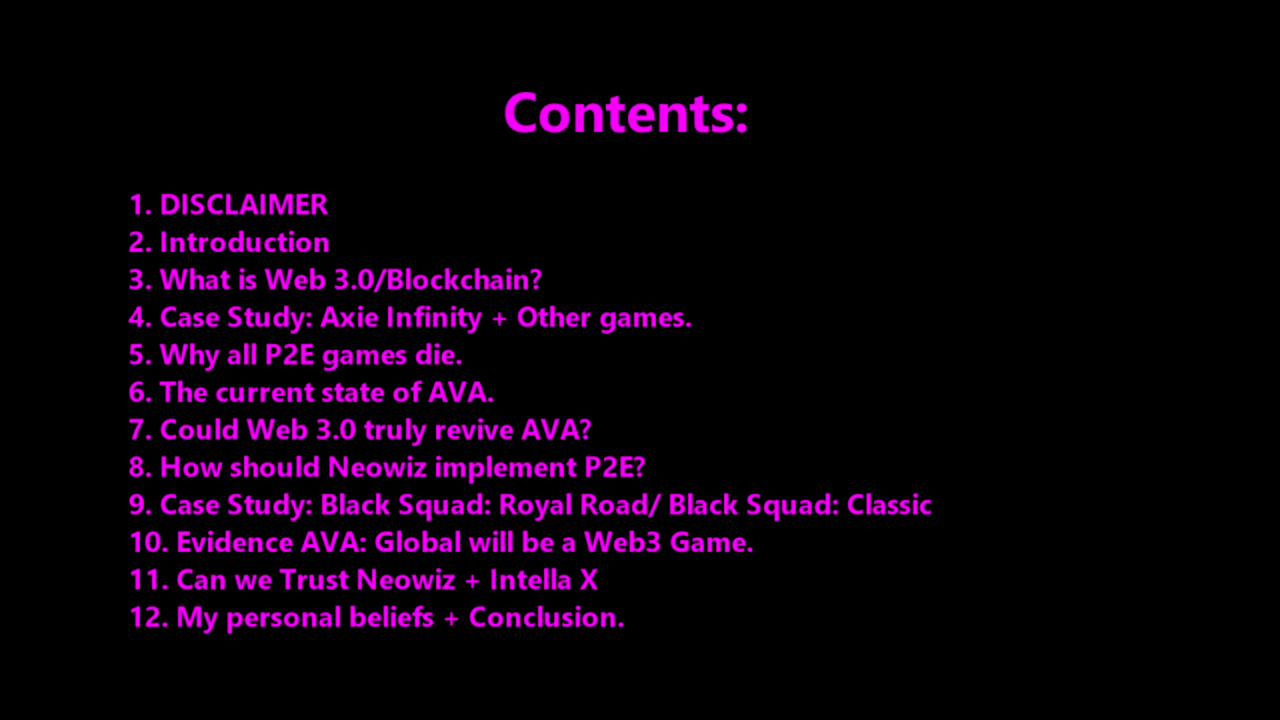 Contents:
1. DISCLAIMER
2. Introduction
3. What is Web 3.0/Blockchain?
4. Case Study: Axie Infinity + Other games.
5. Why all P2E games die.
6. The current state of AVA.
7. Could Web 3.0 truly revive AVA?
8. How should Neowiz implement P2E?
9. Case Study: Black Squad: Royal Road/ Black Squad: Classic
10. Evidence AVA: Global will be a Web3 Game.
11. Can we Trust Neowiz + Intella X
12. My personal beliefs + Conclusion.